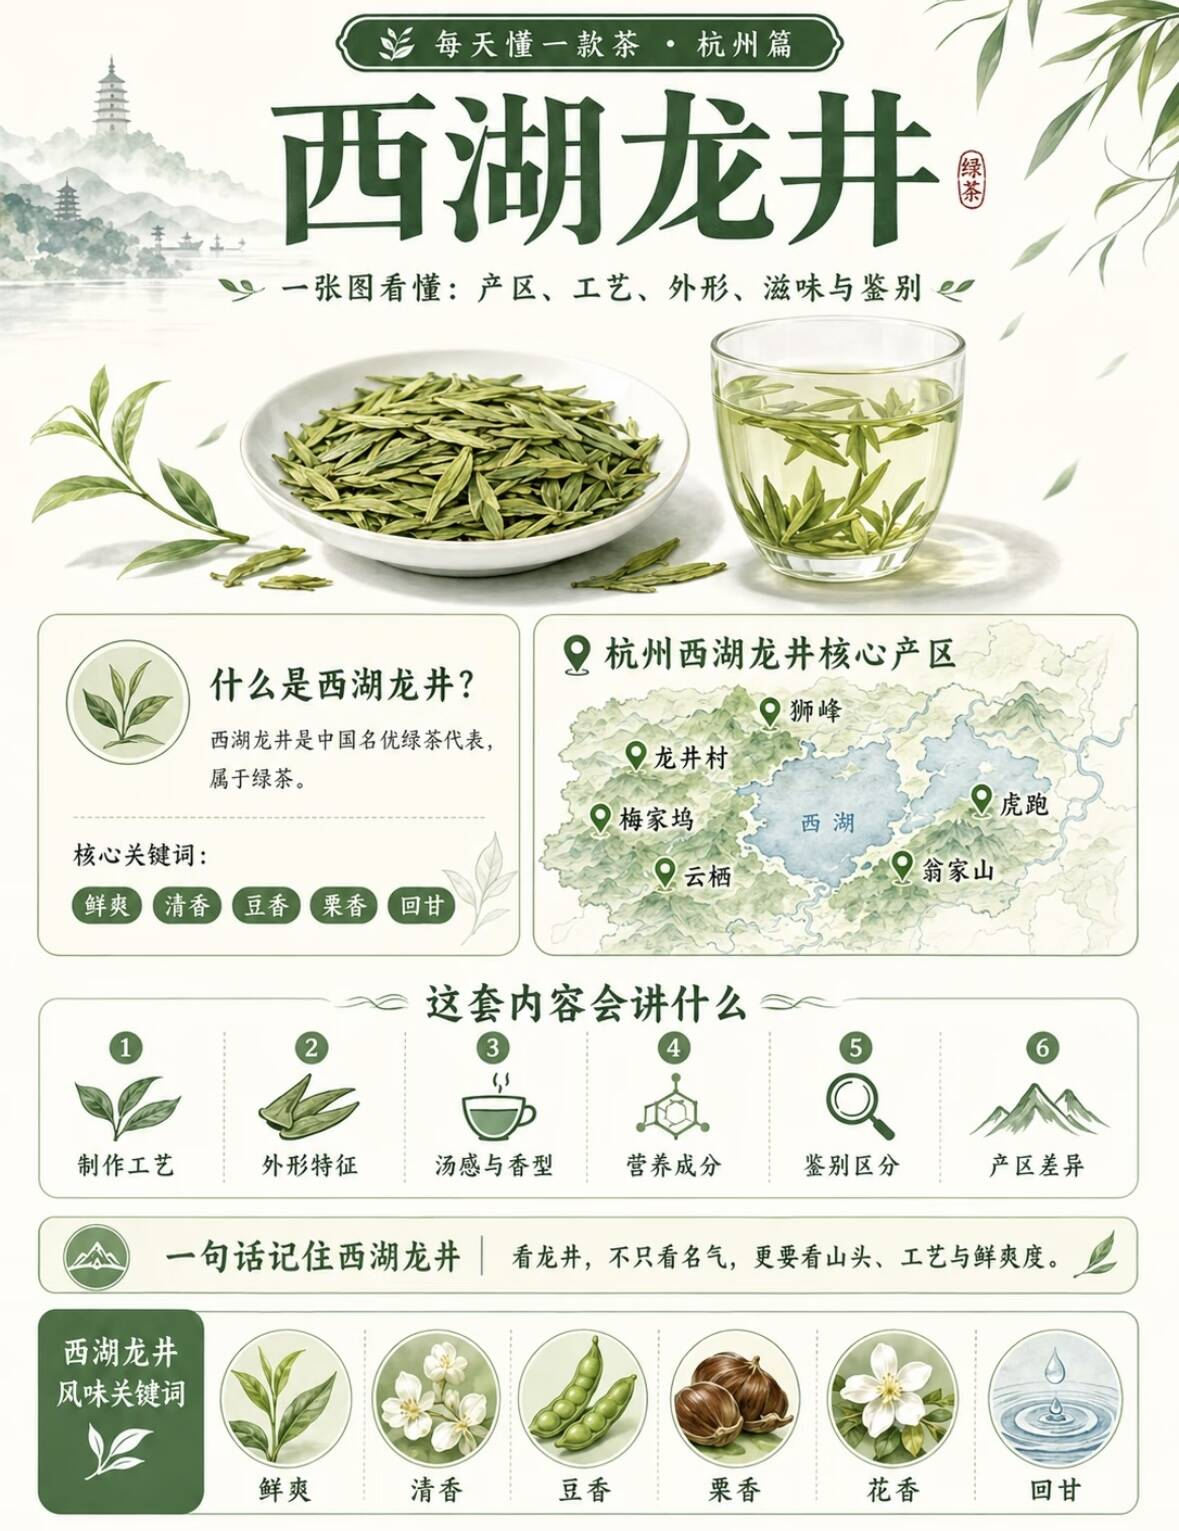 每天懂一款茶 · 杭州篇
西湖龙井
绿茶
一张图看懂：产区、工艺、外形、滋味与鉴别
什么是西湖龙井？
西湖龙井是中国名优绿茶代表，
属于绿茶。
核心关键词：
鲜爽 清香 豆香 栗香 回甘
杭州西湖龙井核心产区
狮峰
龙井村
梅家坞
西湖
虎跑
云栖
翁家山
这套内容会讲什么
1 2 3 4 5 6
制作工艺 外形特征 汤感与香型 营养成分 鉴别区分 产区差异
一句话记住西湖龙井
看龙井，不只看名气，更要看山头、工艺与鲜爽度。
西湖龙井
风味关键词
鲜爽 清香 豆香 栗香 花香 回甘